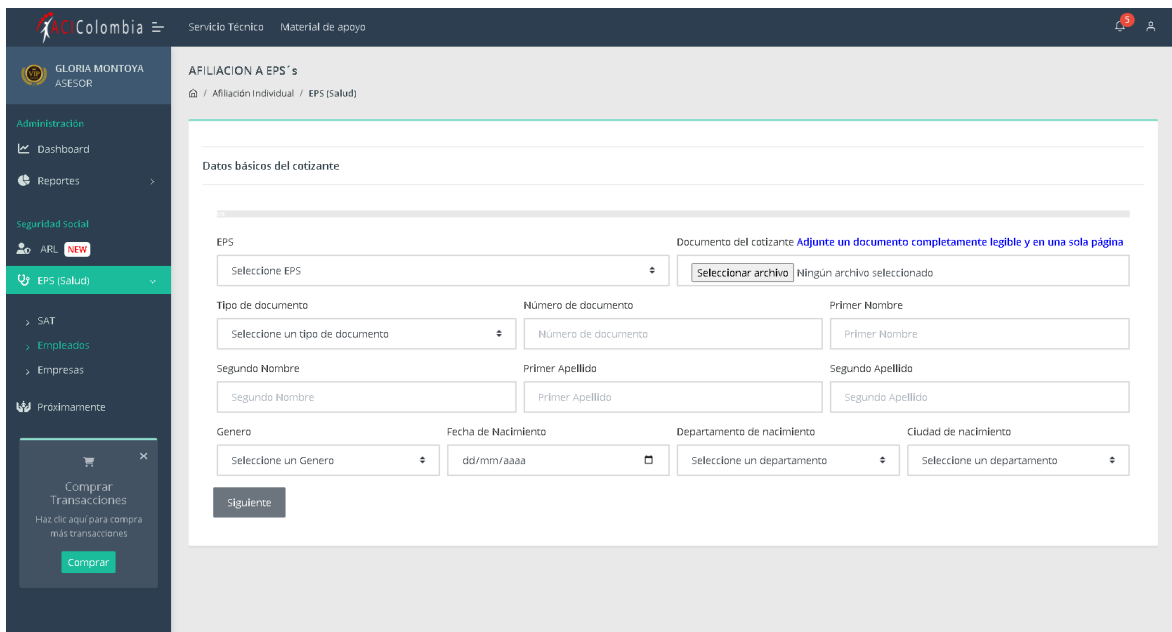 ACIColombia
Servicio Técnico Material de apoyo
5
GLORIA MONTOYA
ASESOR
VIP
Administración
Dashboard
Reportes
Seguridad Social
ARL NEW
EPS (Salud)
SAT
Empleados
Empresas
Próximamente
Comprar
Transacciones
Haz clic aquí para compra
más transacciones
Comprar
AFILIACION A EPS´s
/ Afiliación Individual / EPS (Salud)
Datos básicos del cotizante
EPS
Documento del cotizante Adjunte un documento completamente legible y en una sola página
Seleccione EPS
Seleccionar archivo Ningún archivo seleccionado
Tipo de documento Número de documento Primer Nombre
Seleccione un tipo de documento Número de documento Primer Nombre
Segundo Nombre Primer Apellido Segundo Apellido
Segundo Nombre Primer Apellido Segundo Apellido
Genero Fecha de Nacimiento Departamento de nacimiento Ciudad de nacimiento
Seleccione un Genero dd/mm/aaaa Seleccione un departamento Seleccione un departamento
Siguiente